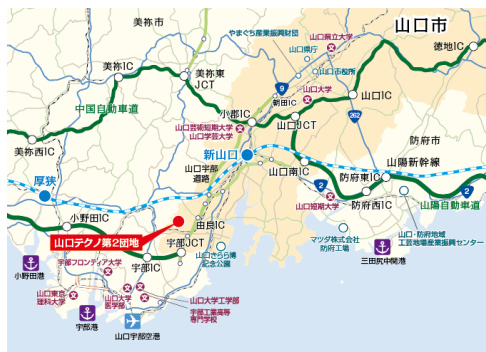 美祢市
やまぐち産業振興財団
山口県立大学
山口市
徳地IC
山口県庁
山口市役所
美祢IC
美祢東
JCT
9
新田IC
山口大学
中国自動車道
小郡IC
山口IC
262
山口芸術短期大学
山口学芸大学
山口JCT
防府市
美祢西IC
新山口
山陽新幹線
厚狭
山口宇部
道路
山口南IC
防府東IC
2
2
山口短期大学
防府西IC
山陽自動車道
小野田IC
由良IC
山口テクノ第2団地
宇部JCT
マツダ株式会社
防府工場
山口・防府地域
工芸地場産業振興センター
宇部IC
山口きらら博
記念公園
三田尻中関港
小野田港
宇部フロンティア大学
山口東京
理科大学
山口大学
医学部
山口大学工学部
宇部工業高等
専門学校
宇部港
山口宇部空港